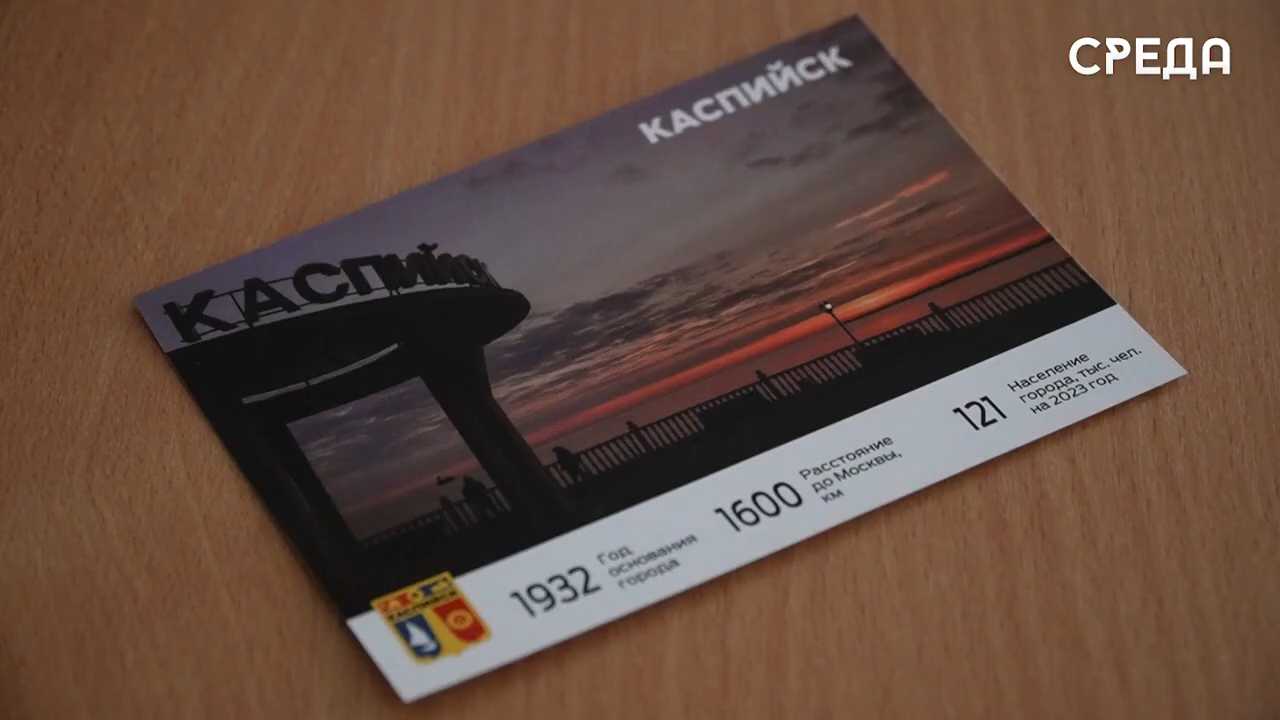 СРЕДА
КАСПИЙСК
КАСПИЙСК
1932
Год
основания
города
1600
Расстояние
до Москвы,
км
121
Население
города, тыс. чел.
на 2023 год
КАСПИЙСК